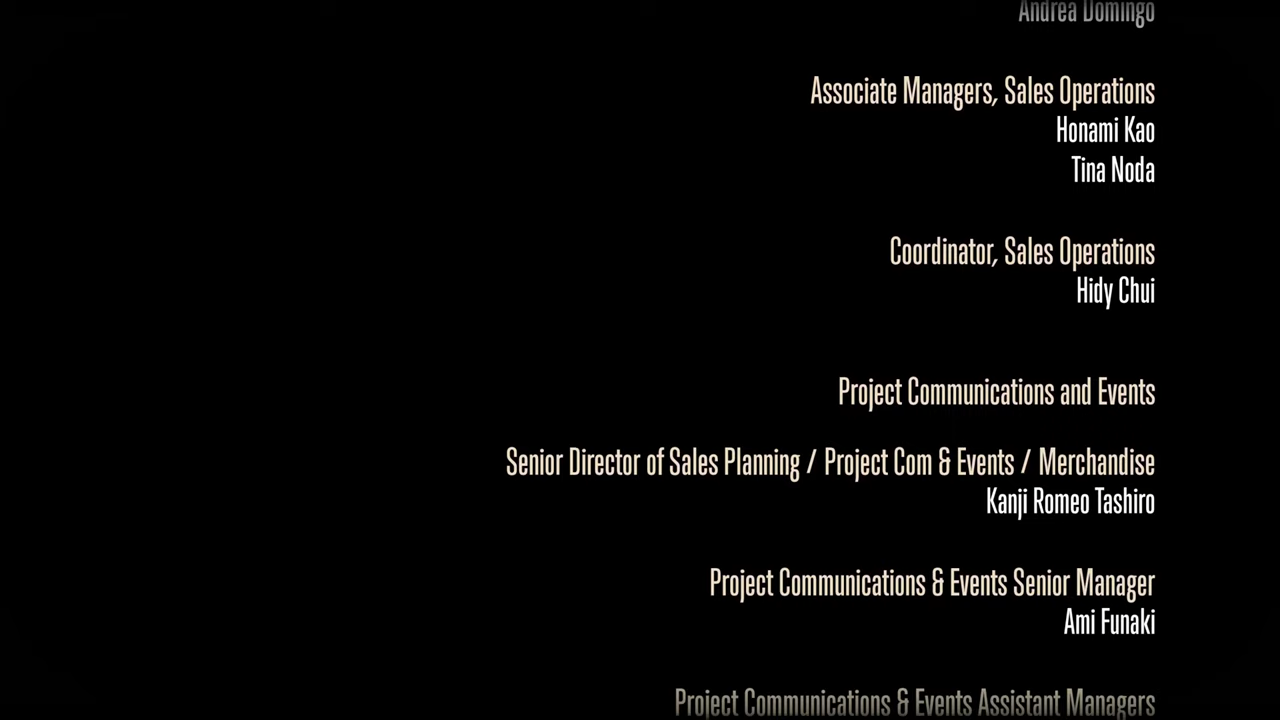 Andrea Domingo
Associate Managers, Sales Operations
Honami Kao
Tina Noda
Coordinator, Sales Operations
Hidy Chui
Project Communications and Events
Senior Director of Sales Planning / Project Com & Events / Merchandise
Kanji Romeo Tashiro
Project Communications & Events Senior Manager
Ami Funaki
Project Communications & Events Assistant Managers